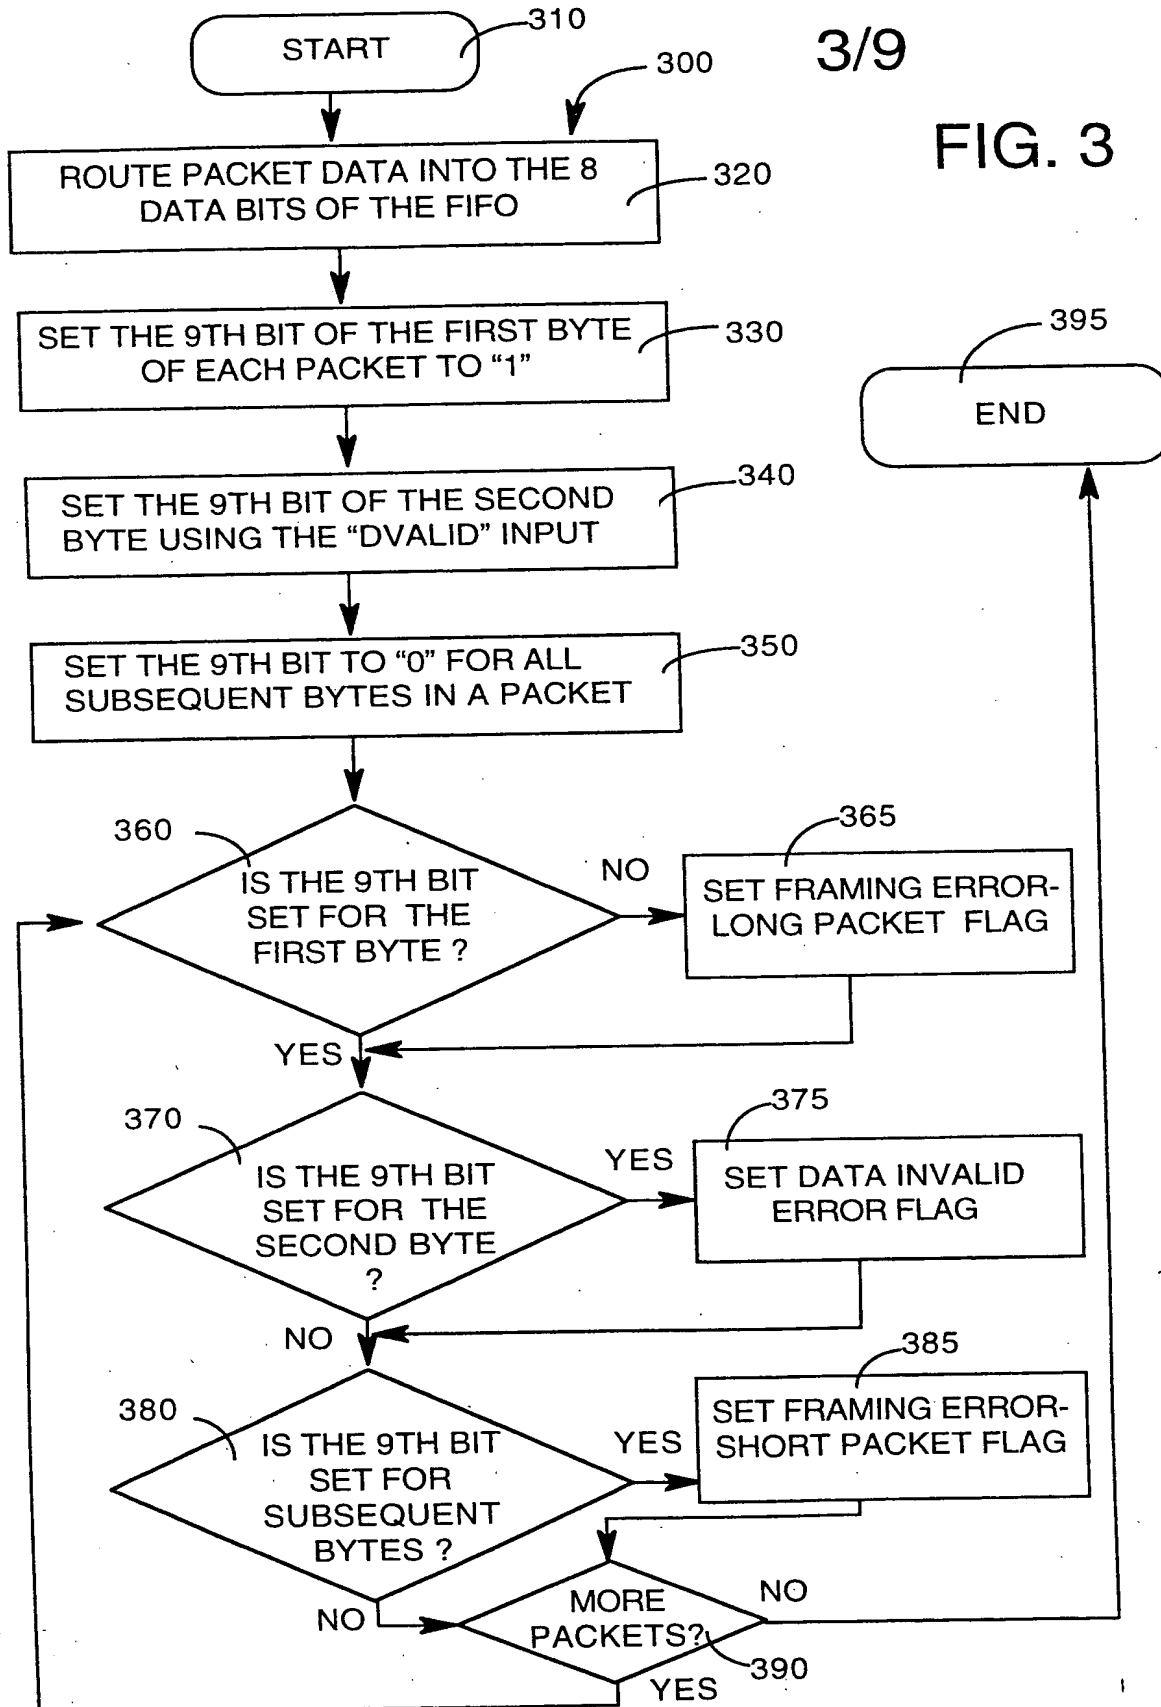 310
START
3/9
300
FIG. 3
ROUTE PACKET DATA INTO THE 8
DATA BITS OF THE FIFO
320
SET THE 9TH BIT OF THE FIRST BYTE
OF EACH PACKET TO “1”
330
395
END
SET THE 9TH BIT OF THE SECOND
BYTE USING THE “DVALID” INPUT
340
SET THE 9TH BIT TO “0” FOR ALL
SUBSEQUENT BYTES IN A PACKET
350
360
IS THE 9TH BIT
SET FOR THE
FIRST BYTE ?
NO
365
SET FRAMING ERROR-
LONG PACKET FLAG
YES
370
IS THE 9TH BIT
SET FOR THE
SECOND BYTE
?
YES
375
SET DATA INVALID
ERROR FLAG
NO
380
IS THE 9TH BIT
SET FOR
SUBSEQUENT
BYTES ?
YES
385
SET FRAMING ERROR-
SHORT PACKET FLAG
NO
MORE
PACKETS?
NO
390
YES